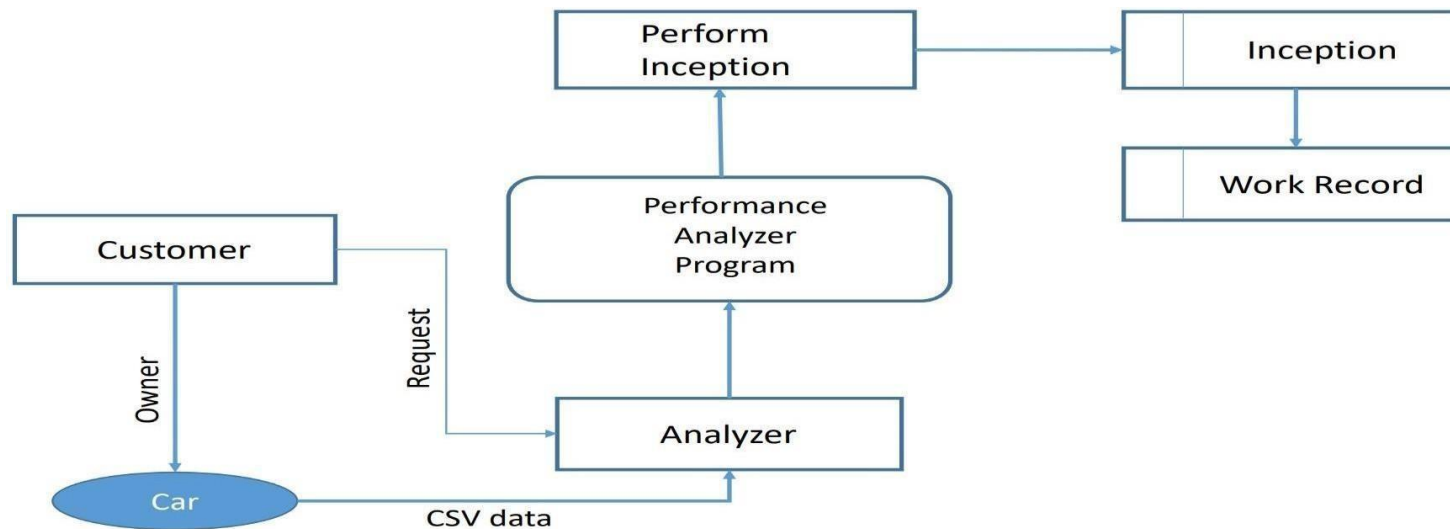 Perform
Inception
Inception
Work Record
Performance
Analyzer
Program
Customer
Owner
Request
Analyzer
Car
CSV data